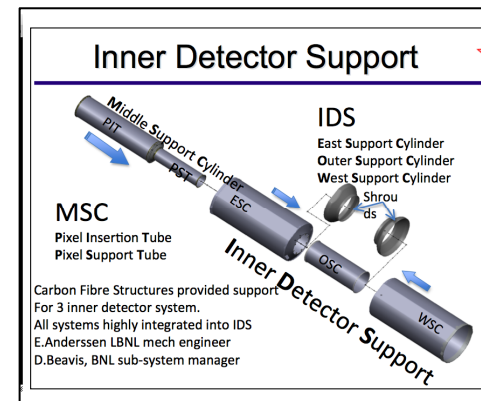 Inner Detector Support
Middle Support Cylinder
PIT
PST
ESC
IDS
East Support Cylinder
Outer Support Cylinder
West Support Cylinder
Shrou
ds
MSC
Pixel Insertion Tube
Pixel Support Tube
OSC
WSC
Inner Detector Support
Carbon Fibre Structures provided support
For 3 inner detector system.
All systems highly integrated into IDS
E.Anderssen LBNL mech engineer
D.Beavis, BNL sub-system manager